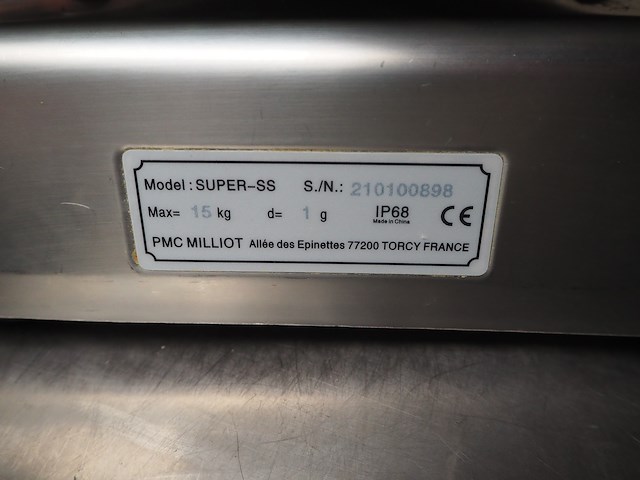 Model : SUPER-SS S./N.: 210100898
Max= 15 kg d= 1 g IP68 CE
Made in China
PMC MILLIOT Allée des Epinettes 77200 TORCY FRANCE